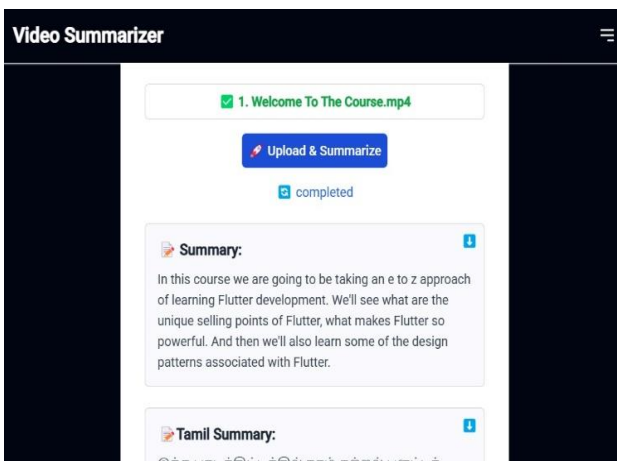 Video Summarizer
1. Welcome To The Course.mp4
Upload & Summarize
completed
Summary:
In this course we are going to be taking an e to z approach
of learning Flutter development. We'll see what are the
unique selling points of Flutter, what makes Flutter so
powerful. And then we'll also learn some of the design
patterns associated with Flutter.
Tamil Summary: